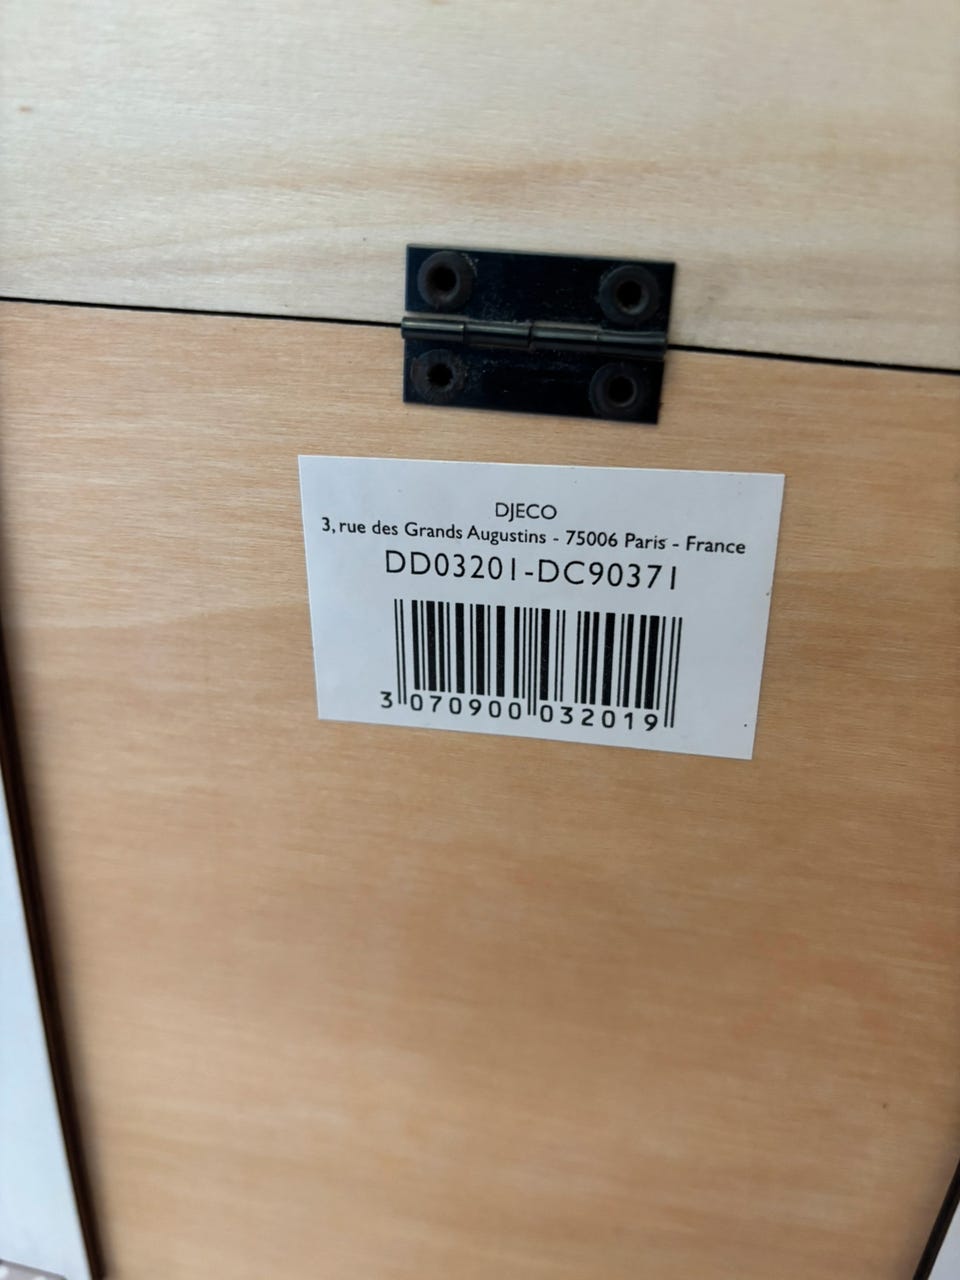 DJECO
3, rue des Grands Augustins - 75006 Paris - France
DD03201-DC90371
3 070900 032019